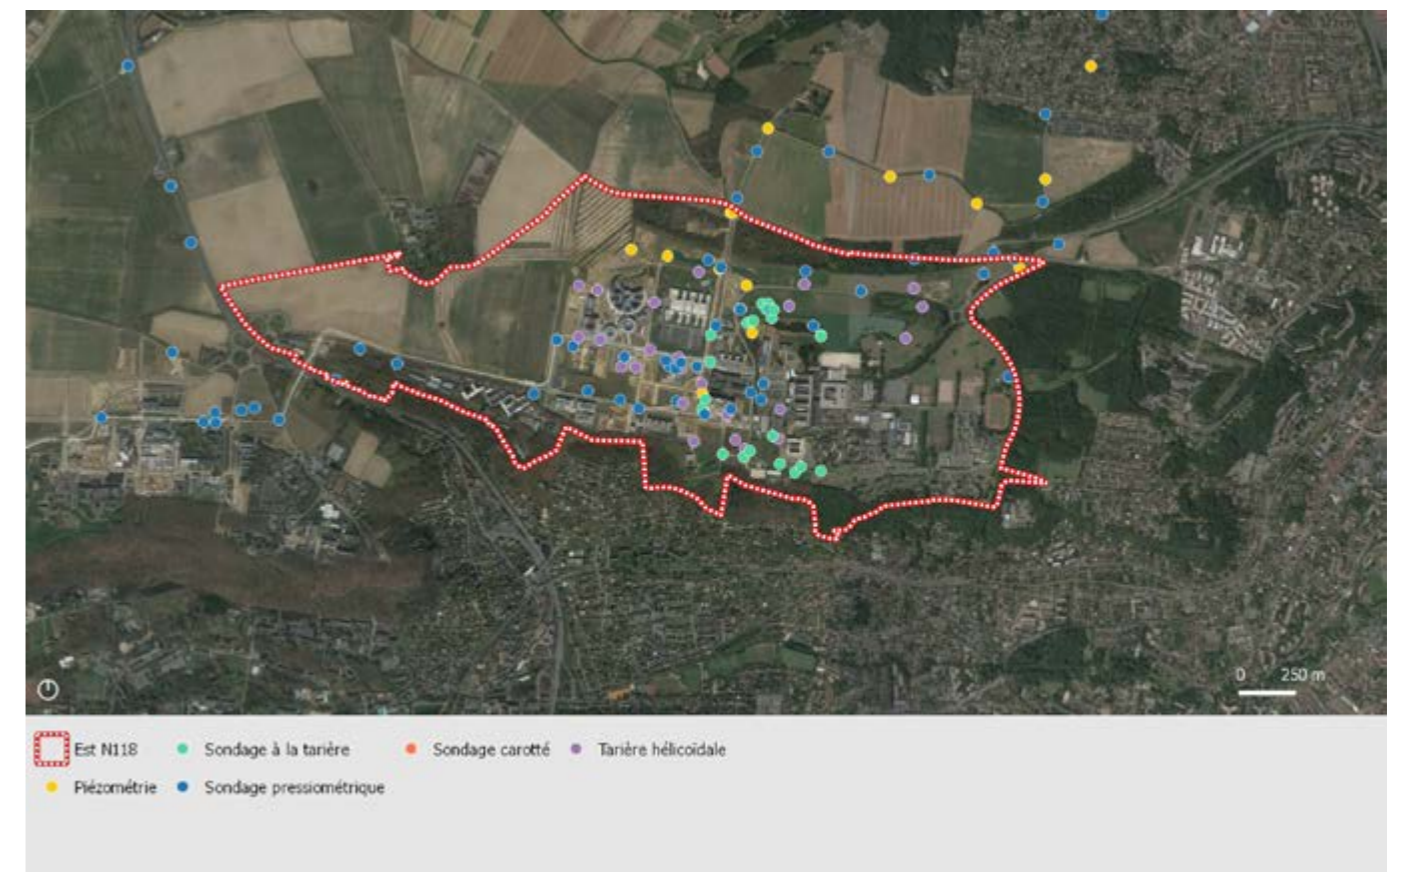 0 250 m
Est N118 Sondage à la tarière Sondage carotté Tarière hélicoïdale
Piézométrie Sondage pressiométrique